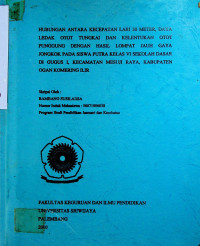 HUBUNGAN ANTARA KECEPATAN LARI 30 METER, DAYA
LEDAK OTOT TUNGKAI DAN KELENTUKAN OTOT
PUNGGUNG DENGAN HASIL LOMPAT JAUH GAYA
JONGKOK PADA SISWA PUTRA KELAS VI SEKOLAH DASAR
DI GUGUS I, KECAMATAN MESUJI RAYA, KABUPATEN
OGAN KOMERING ILIR
Skripsi Oleh :
BAMBANG
Nomor Induk Mahasiswa :
Program Studi Pendidikan Jasmani dan Kesehatan
FAKULTAS KEGURUAN DAN ILMU PENDIDIKAN
UNIVERSITAS SRIWIJAYA
PALEMBANG